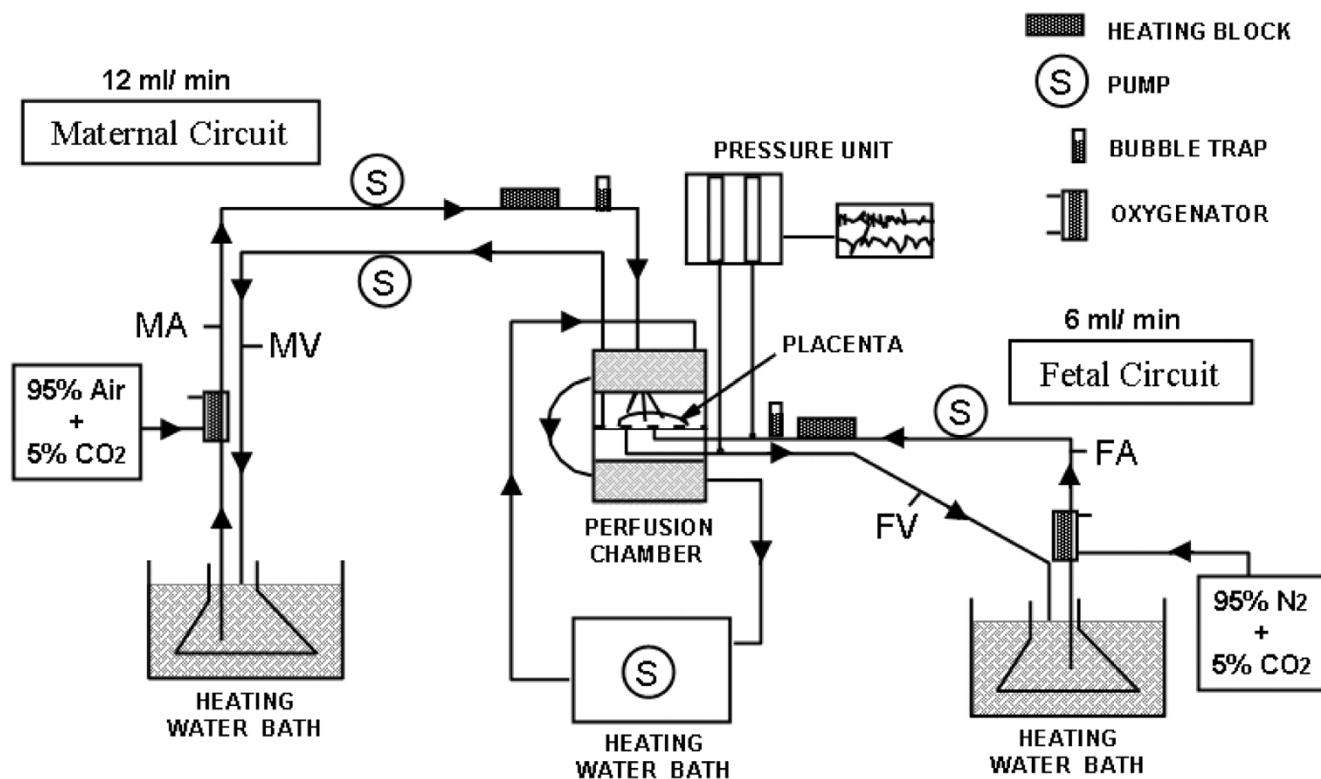 HEATING BLOCK
S
PUMP
BUBBLE TRAP
OXYGENATOR
12 ml/ min
Maternal Circuit
S
S
PRESSURE UNIT
MA
MV
95% Air
+
5% CO2
PLACENTA
6 ml/ min
Fetal Circuit
S
FA
FV
PERFUSION
CHAMBER
95% N2
+
5% CO2
S
HEATING
WATER BATH
HEATING
WATER BATH
HEATING
WATER BATH